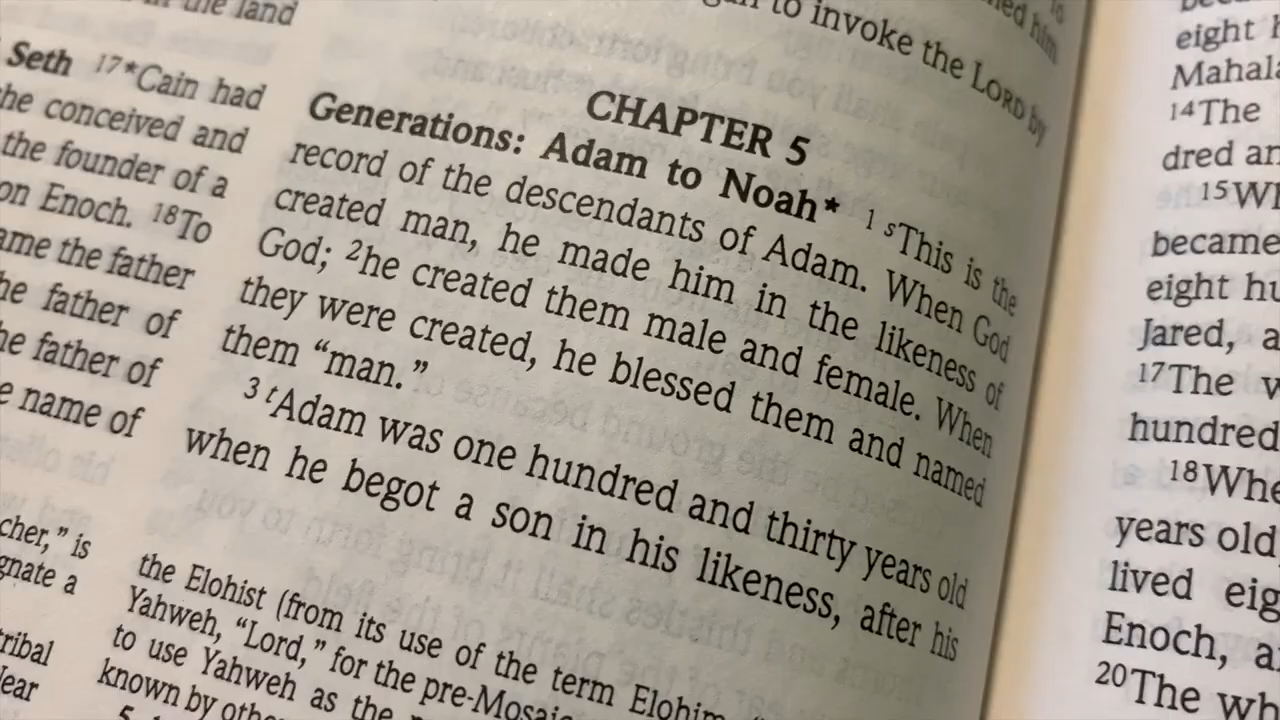 the land
Seth 17*Cain had
she conceived and
the founder of a
on Enoch. 18To
ame the father
he father of
he father of
e name of
cher,” is
gnate a
tribal
to invoke the LORD by
CHAPTER 5
Generations: Adam to Noah* 1 sThis is the
record of the descendants of Adam. When God
created man, he made him in the likeness of
God; 2he created them male and female. When
they were created, he blessed them and named
them “man.”
3 tAdam was one hundred and thirty years old
when he begot a son in his likeness, after his
the Elohist (from its use of the term Elohim
Yahweh, “Lord,” for the pre-Mosaic
to use Yahweh as the
known by othe
eight
Mahala
14The
dred an
15Wh
became
eight hu
Jared, a
17The w
hundred
18Whe
years old
lived eig
Enoch, a
20The wh